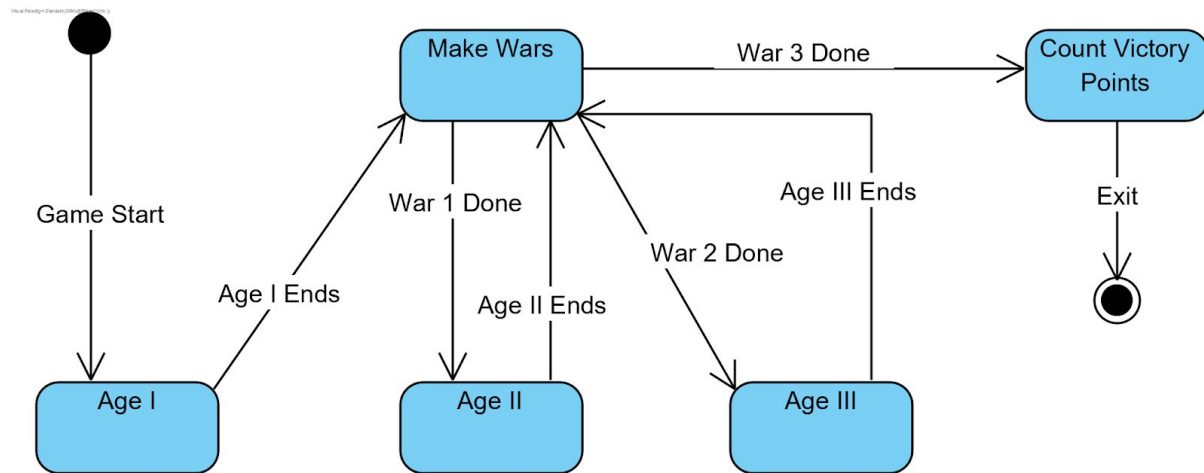 Make Wars
War 3 Done
Count Victory
Points
Game Start
War 1 Done
Age III Ends
Exit
War 2 Done
Age I Ends
Age II Ends
Age I
Age II
Age III